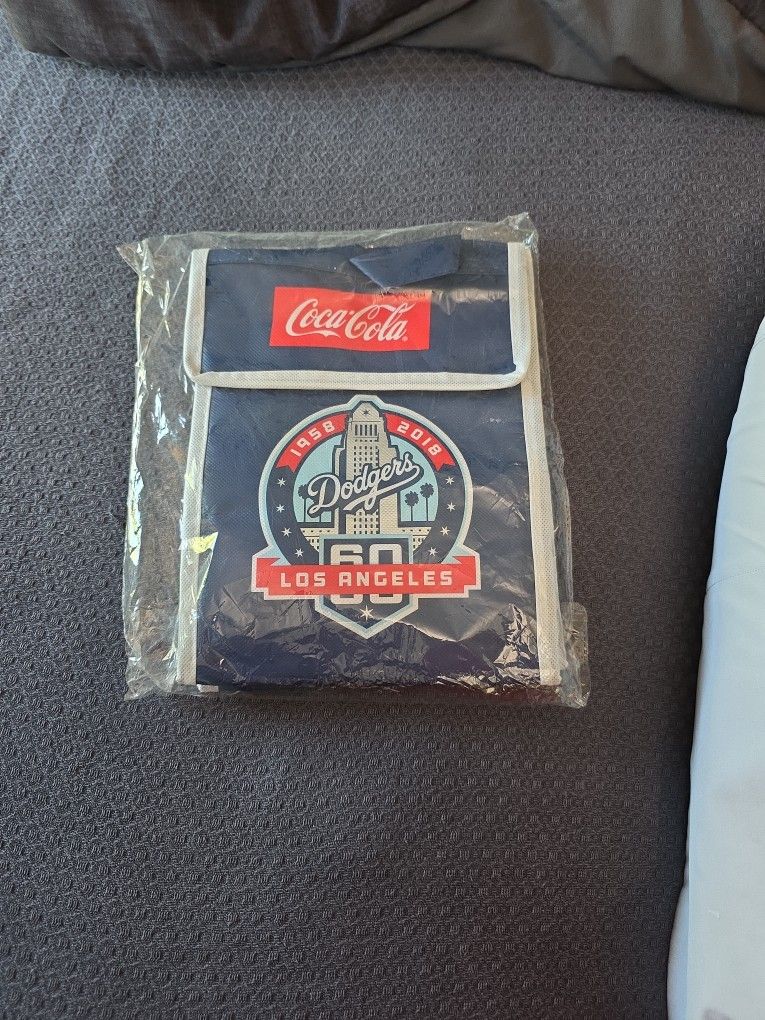 Coca-Cola
1958 2018
Dodgers
60
LOS ANGELES